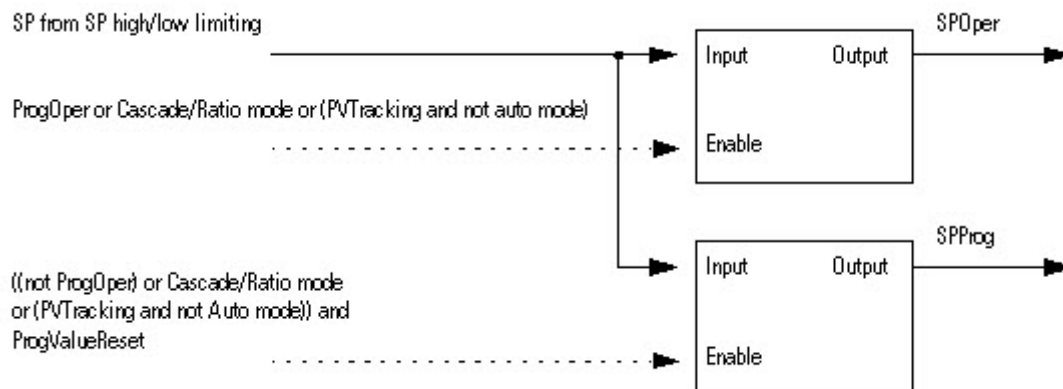 SP from SP high/low limiting
SPOper
Input
Output
ProgOper or Cascade/Ratio mode or (PVTracking and not auto mode)
Enable
SPProg
Input
Output
((not ProgOper) or Cascade/Ratio mode
or (PVTracking and not Auto mode)) and
ProgValueReset
Enable